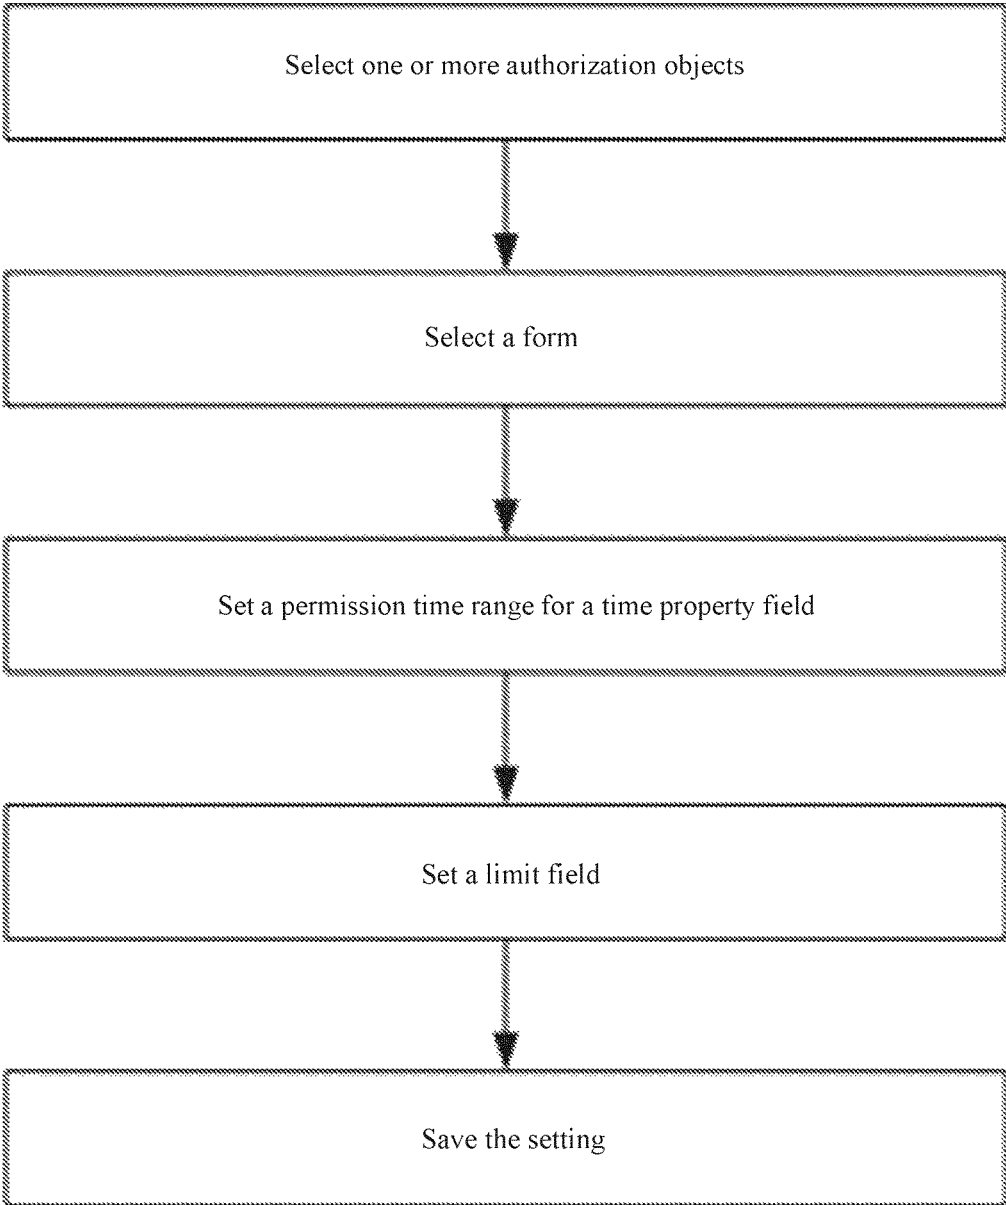 Select one or more authorization objects
Select a form
Set a permission time range for a time property field
Set a limit field
Save the setting